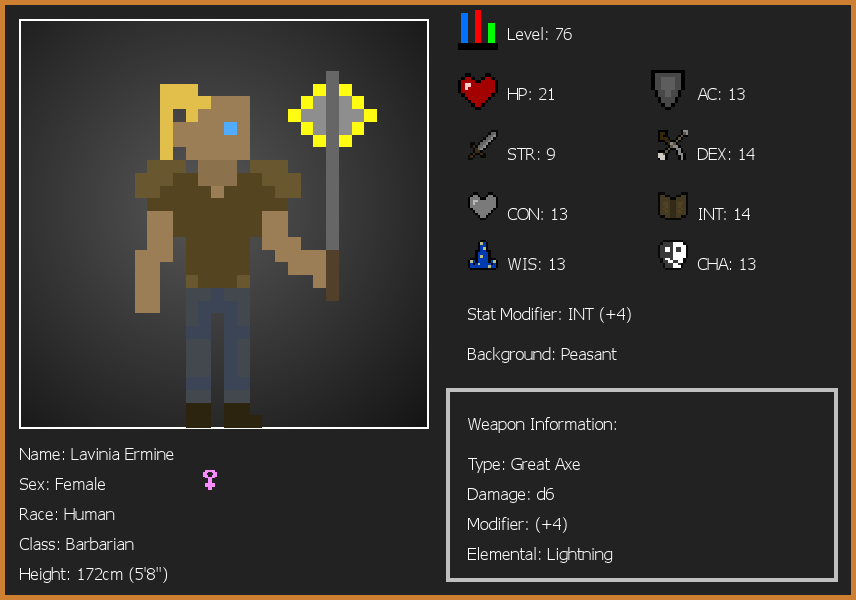 Level: 76
HP: 21
AC: 13
STR: 9
DEX: 14
CON: 13
INT: 14
WIS: 13
CHA: 13
Stat Modifier: INT (+4)
Background: Peasant
Weapon Information:
Type: Great Axe
Damage: d6
Modifier: (+4)
Elemental: Lightning
Name: Lavinia Ermine
Sex: Female
Race: Human
Class: Barbarian
Height: 172cm (5'8")